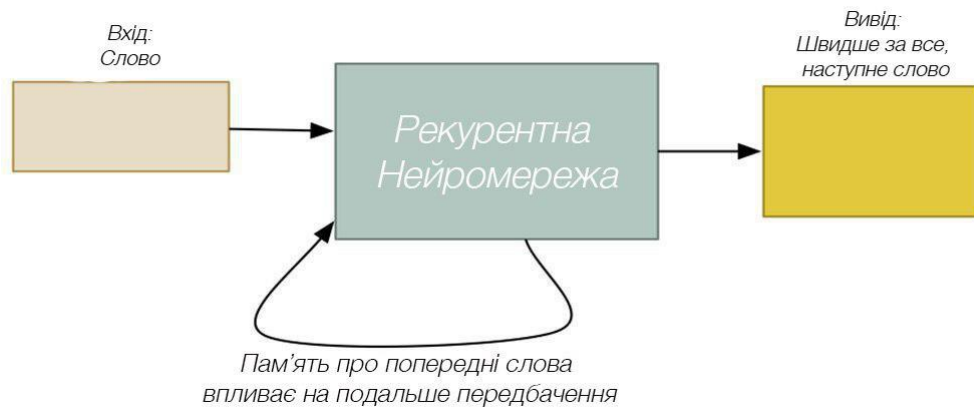 Вхід:
Слово
Вивід:
Швидше за все,
наступне слово
Рекурентна
Нейромережа
Пам'ять про попередні слова
впливає на подальше передбачення